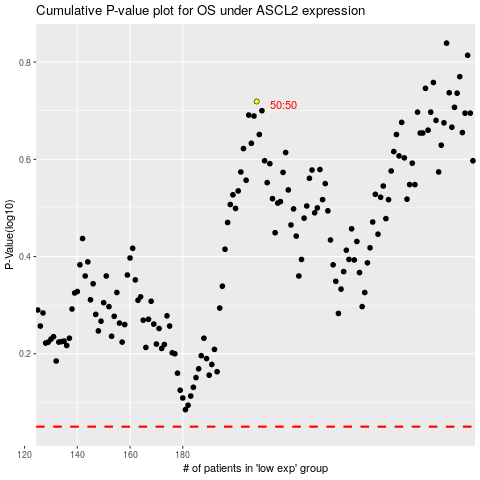 Cumulative P-value plot for OS under ASCL2 expression
P-Value(log10)
0.8
0.6
0.4
0.2
50:50
120 140 160 180
# of patients in 'low exp' group